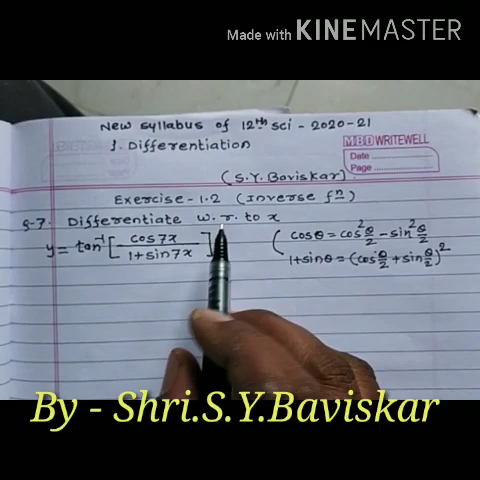 Made with KINEMASTER
New Syllabus of 12th sci - 2020-21
1. Differentiation
MBD WRITEWELL
Date
Page
(S.Y. Baviskar)
Exercise - 1.2 (Inverse fⁿ)
Differentiate w.r. to x
y = tan⁻¹ [ cos7x / 1+sin7x ] ( cosθ = cos²θ/2 - sin²θ/2
1+sinθ = (cosθ/2 + sinθ/2)²
By - Shri.S.Y.Baviskar